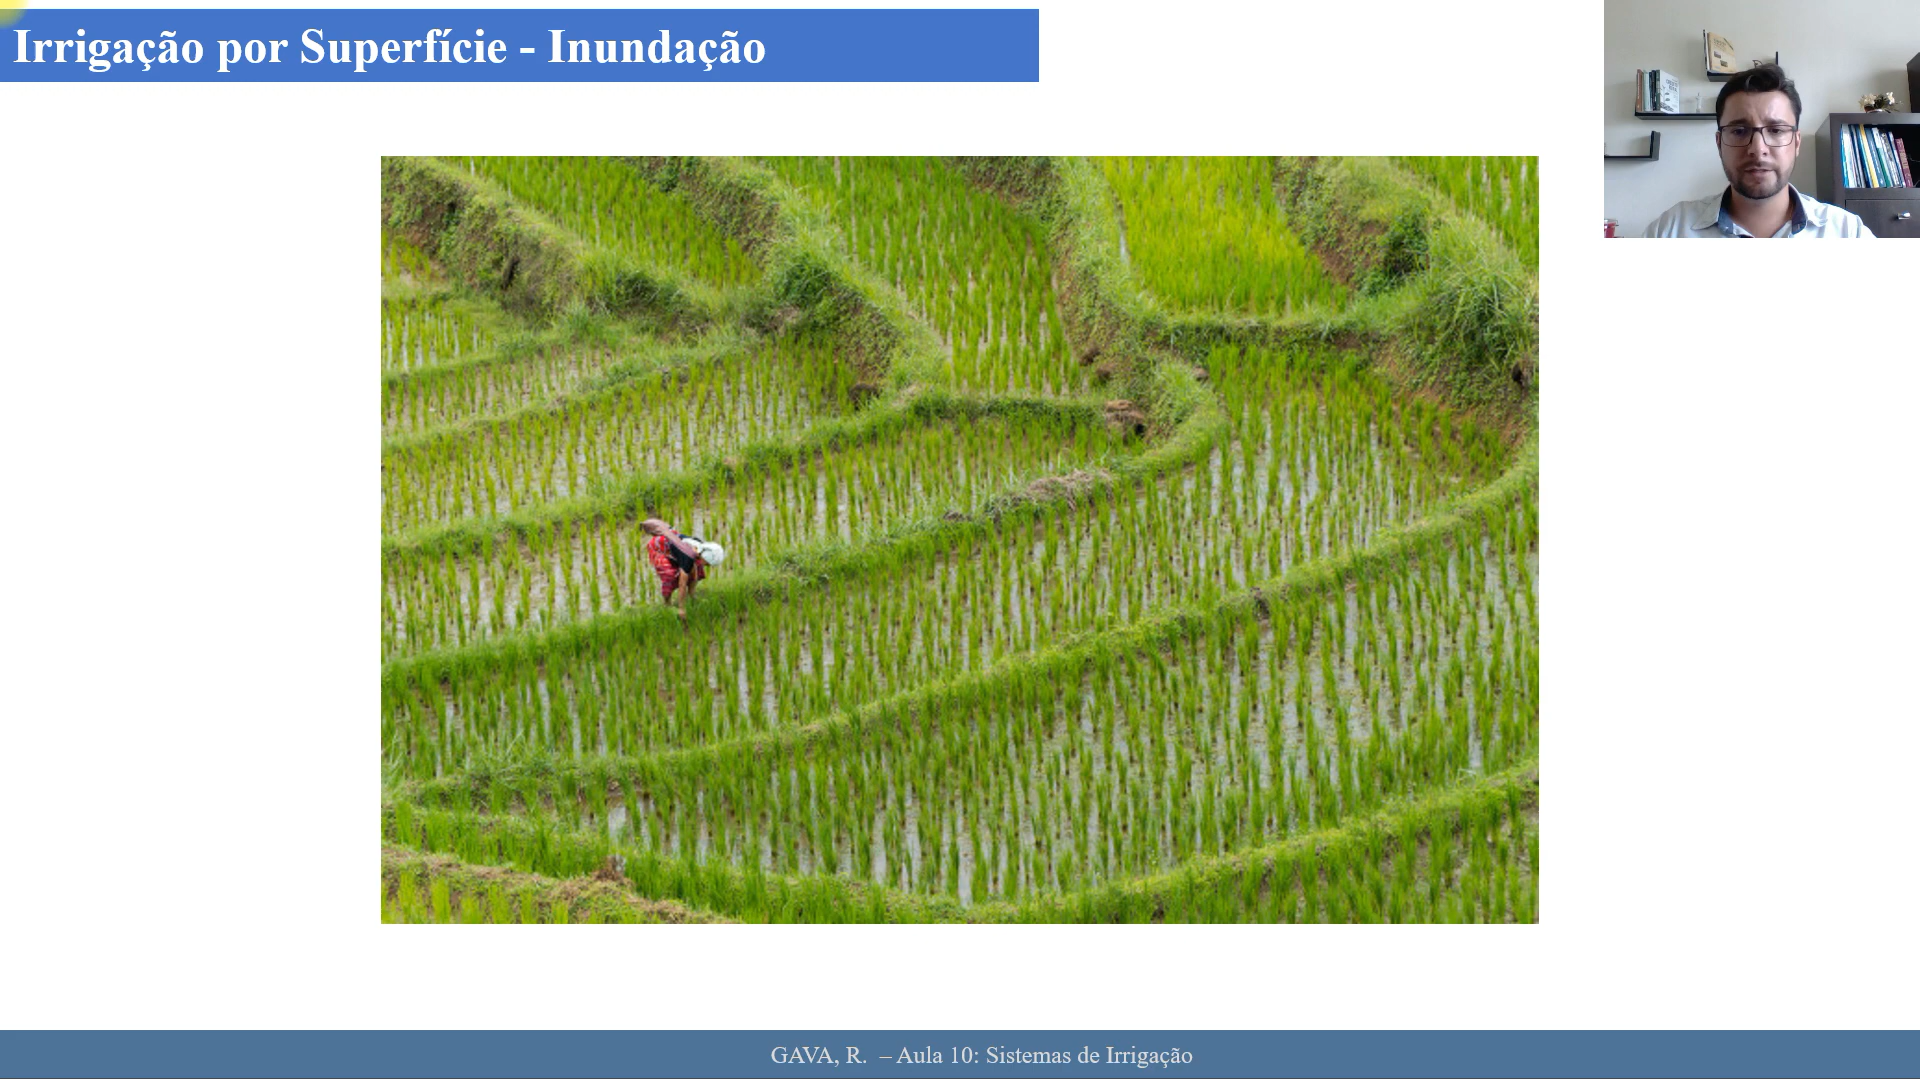 Irrigação por Superfície - Inundação
GAVA, R. – Aula 10: Sistemas de Irrigação